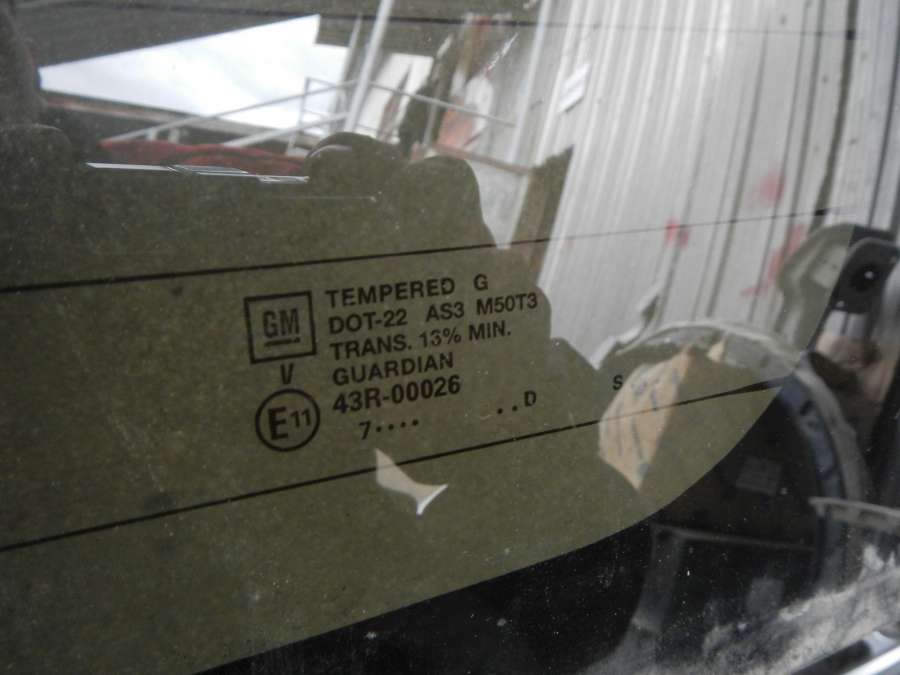 GM
TEMPERED G
DOT-22 AS3 M50T3
TRANS. 13% MIN.
V
GUARDIAN
E11
43R-00026
7.... ..D S